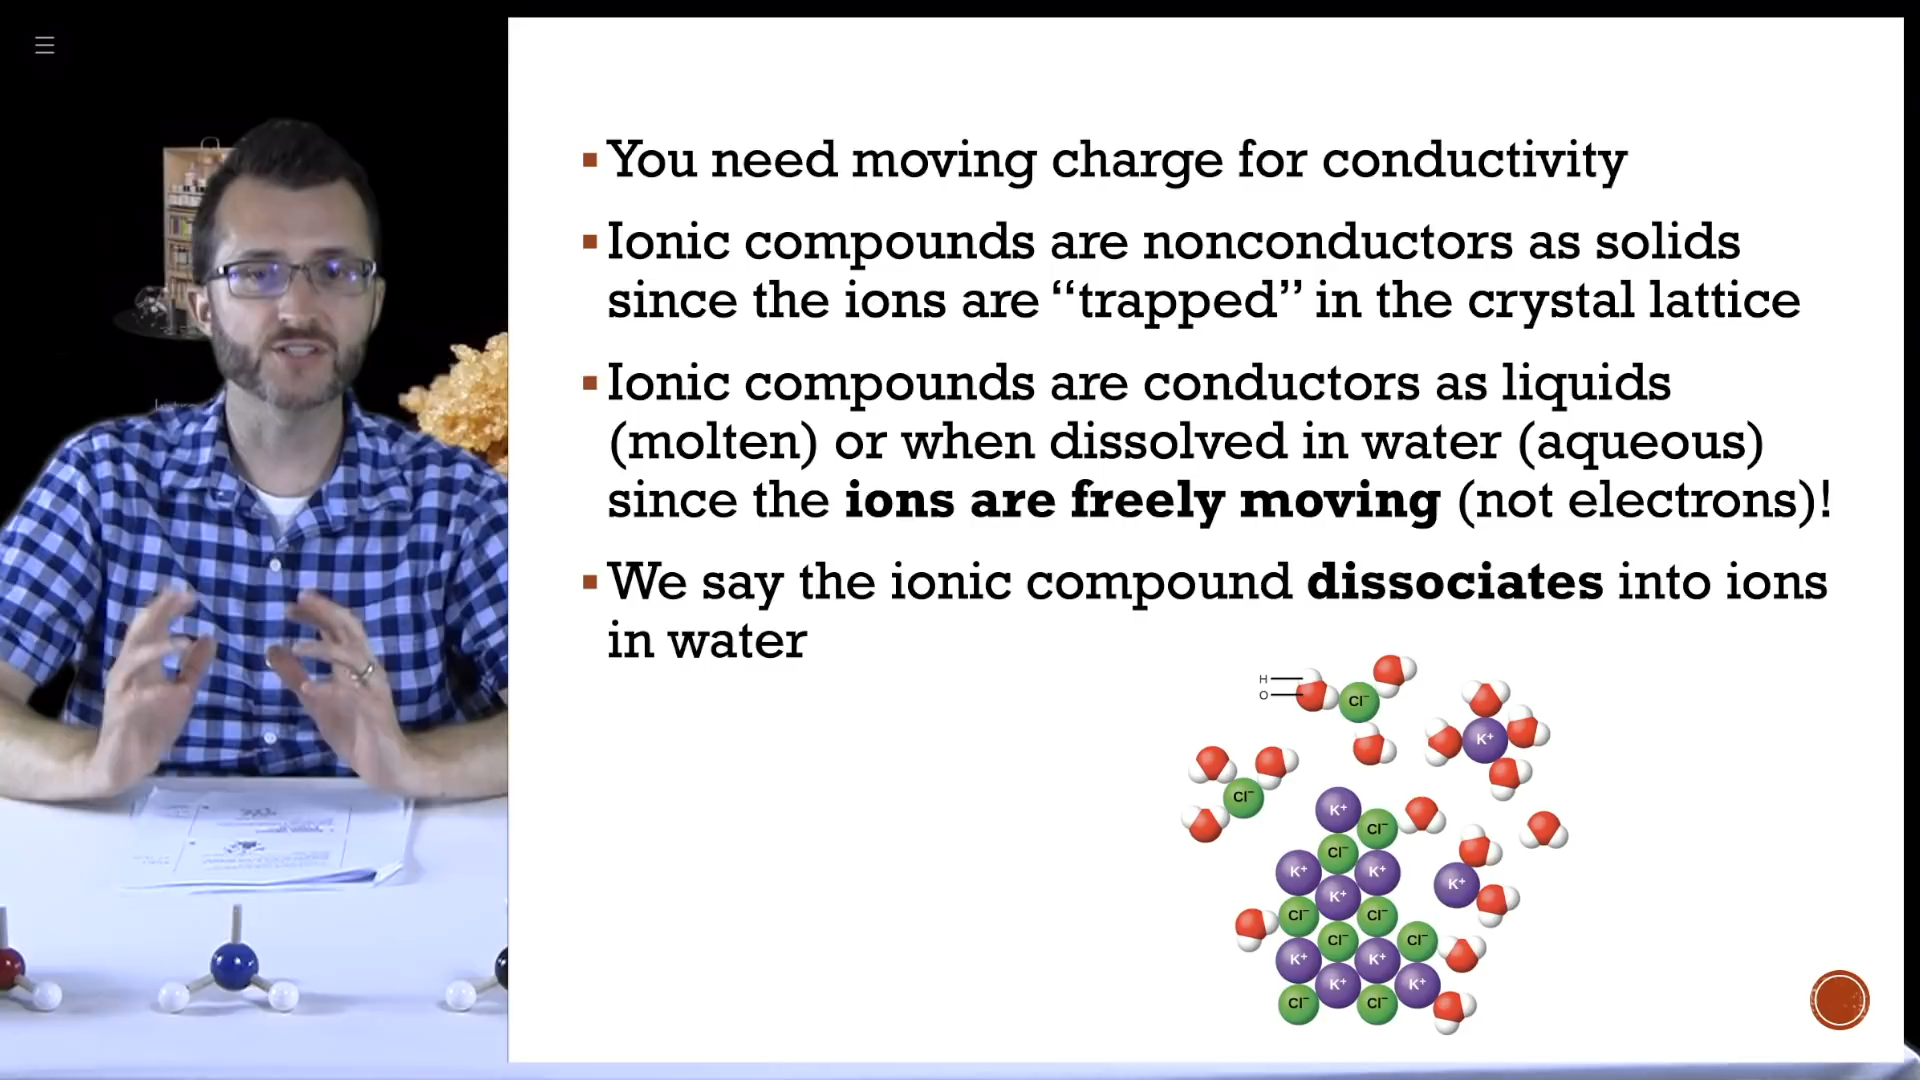 ▪ You need moving charge for conductivity
▪ Ionic compounds are nonconductors as solids
since the ions are “trapped” in the crystal lattice
▪ Ionic compounds are conductors as liquids
(molten) or when dissolved in water (aqueous)
since the ions are freely moving (not electrons)!
▪ We say the ionic compound dissociates into ions
in water
H
O
Cl⁻
K⁺
Cl⁻
K⁺
Cl⁻
Cl⁻
K⁺ K⁺
K⁺
K⁺
Cl⁻ Cl⁻
Cl⁻ Cl⁻
K⁺ K⁺
K⁺ K⁺
Cl⁻ Cl⁻